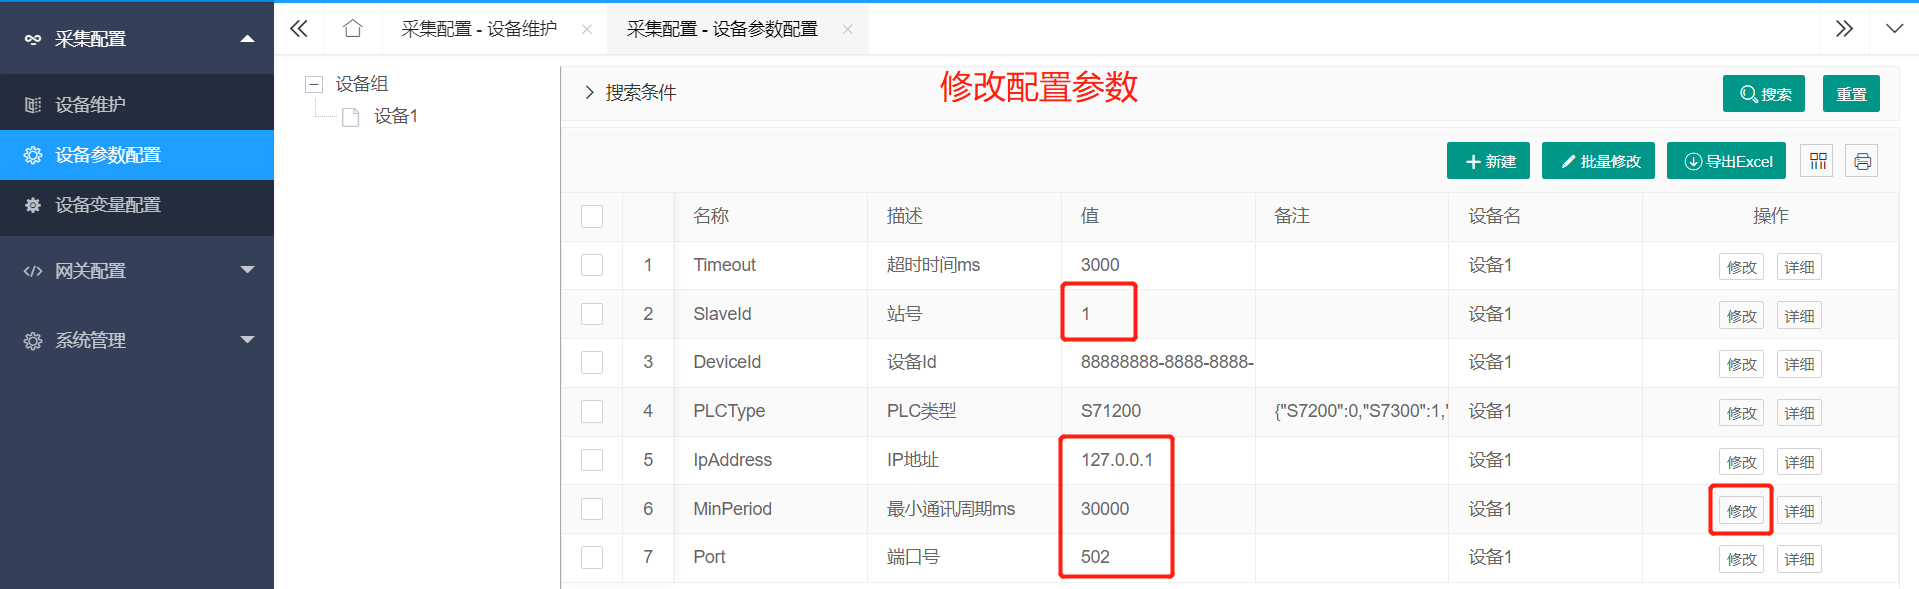 采集配置
设备维护
设备参数配置
设备变量配置
网关配置
系统管理
采集配置 - 设备维护
采集配置 - 设备参数配置
设备组
设备1
搜索条件
修改配置参数
搜索
重置
新建
批量修改
导出Excel
名称 描述 值 备注 设备名 操作
1 Timeout 超时时间ms 3000 设备1 修改 详细
2 SlaveId 站号 1 设备1 修改 详细
3 DeviceId 设备Id 88888888-8888-8888- 设备1 修改 详细
4 PLCType PLC类型 S71200 {"S7200":0,"S7300":1,' 设备1 修改 详细
5 IpAddress IP地址 127.0.0.1 设备1 修改 详细
6 MinPeriod 最小通讯周期ms 30000 设备1 修改 详细
7 Port 端口号 502 设备1 修改 详细